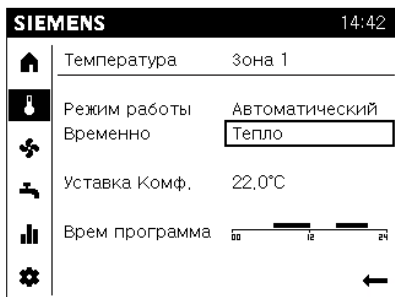 SIEMENS 14:42
Температура Зона 1
Режим работы Автоматический
Временно Тепло
Уставка Комф. 22.0°C
Врем программа 00 12 24